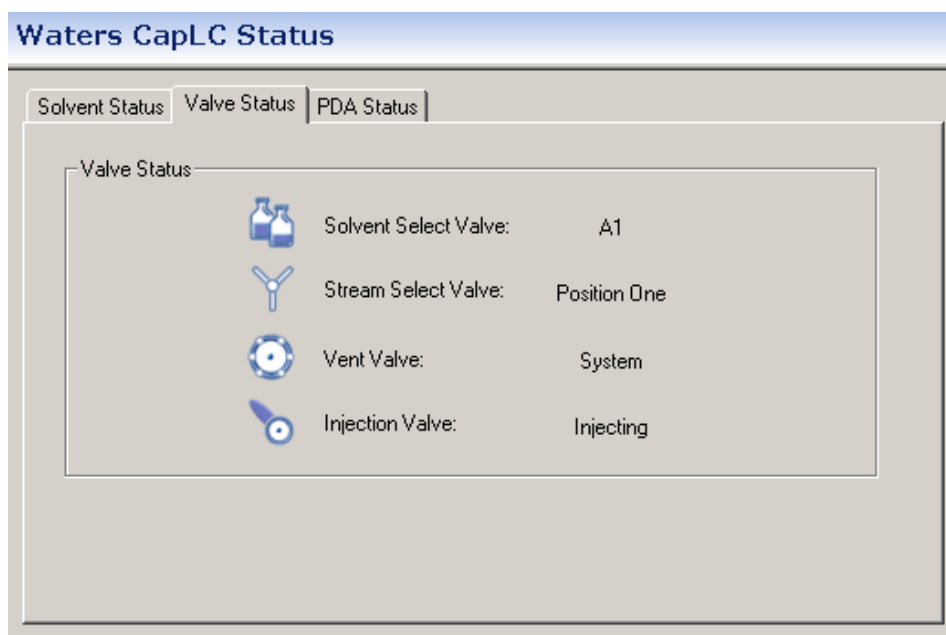 Waters CapLC Status
Solvent Status Valve Status PDA Status
Valve Status
Solvent Select Valve: A1
Stream Select Valve: Position One
Vent Valve: System
Injection Valve: Injecting